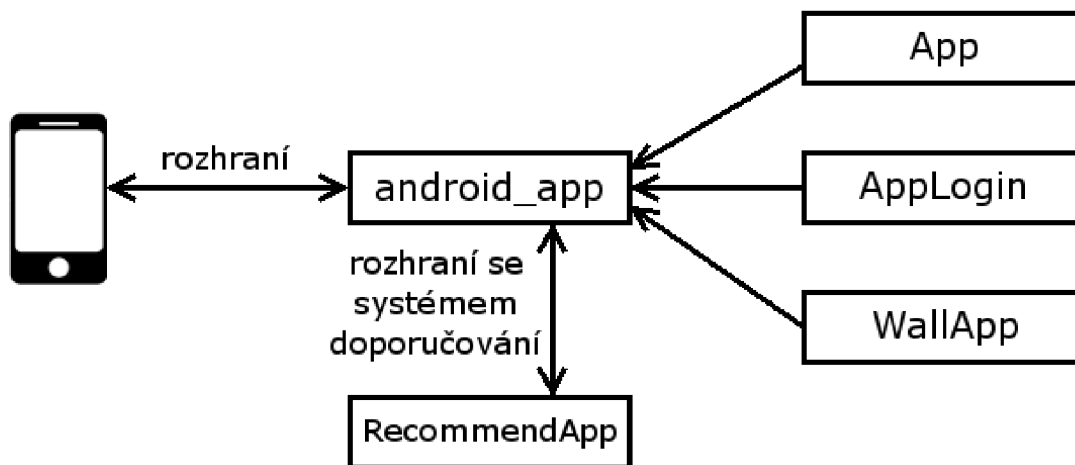 App
rozhraní
android_app
AppLogin
rozhraní se
systémem
doporučování
WallApp
RecommendApp